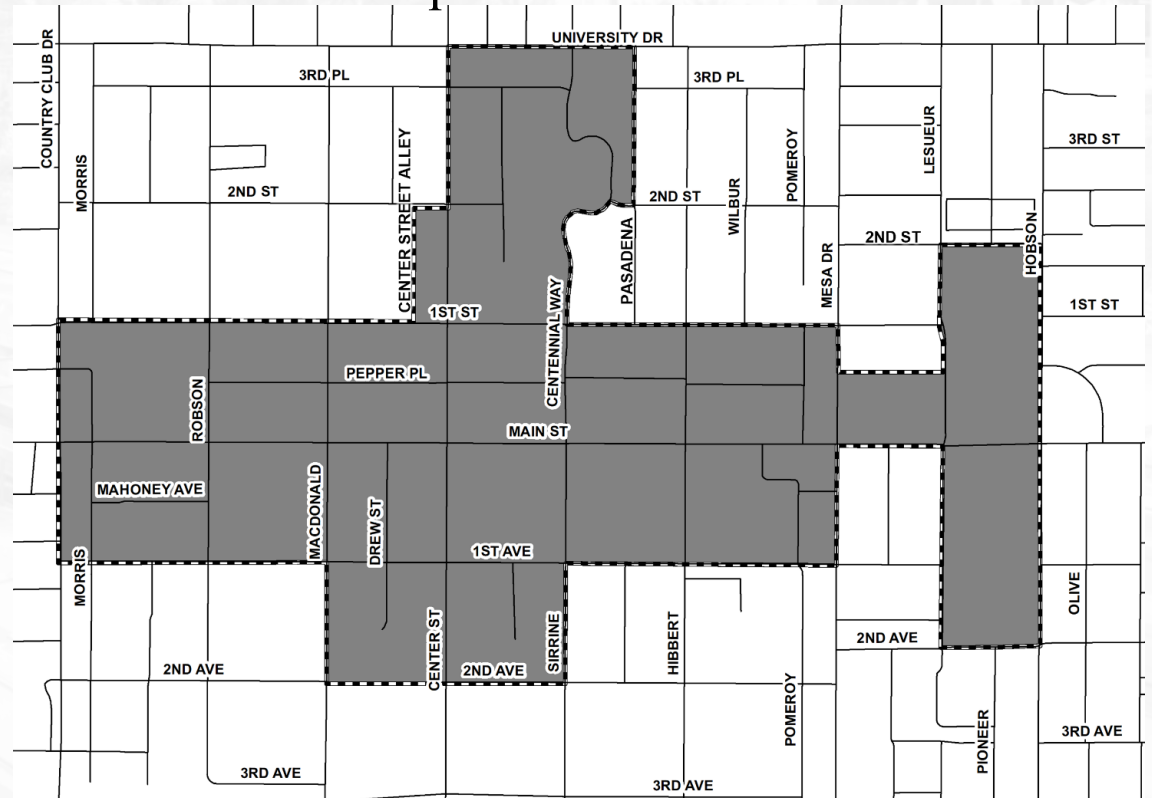 UNIVERSITY DR
COUNTRY CLUB DR
3RD PL
3RD PL
LESUEUR
3RD ST
MORRIS
CENTER STREET ALLEY
POMEROY
2ND ST
2ND ST
WILBUR
PASADENA
2ND ST
HOBSON
MESA DR
CENTENNIAL WAY
1ST ST
1ST ST
PEPPER PL
ROBSON
MAIN ST
MAHONEY AVE
MACDONALD
DREW ST
1ST AVE
MORRIS
OLIVE
CENTER ST
SIRRINE
HIBBERT
2ND AVE
2ND AVE
2ND AVE
POMEROY
PIONEER
3RD AVE
3RD AVE
3RD AVE